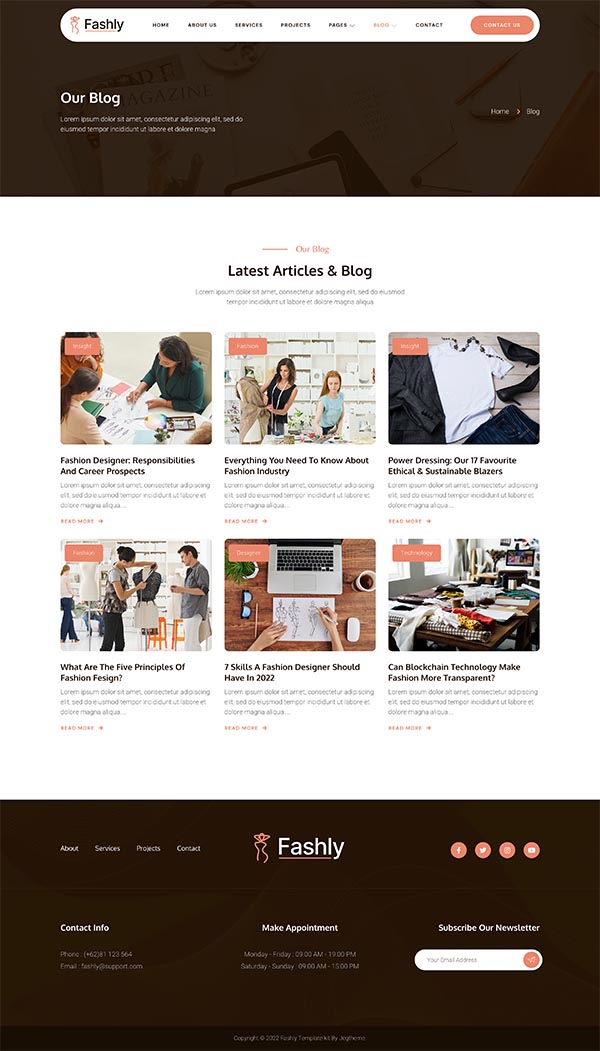 Fashly
HOME ABOUT US SERVICES PROJECTS PAGES BLOG CONTACT CONTACT US
MAGAZINE
Our Blog
Lorem ipsum dolor sit amet, consectetur adipiscing elit, sed do
eiusmod tempor incididunt ut labore et dolore magna
Home Blog
Our Blog
Latest Articles & Blog
Lorem ipsum dolor sit amet, consectetur adipiscing elit, sed do eiusmod
tempor incididunt ut labore et dolore magna aliqua
Insight
Fashion Designer: Responsibilities
And Career Prospects
Lorem ipsum dolor sit amet, consectetur adipiscing
elit, sed do eiusmod tempor incididunt ut labore et
dolore magna aliqua....
READ MORE
Fashion
Everything You Need To Know About
Fashion Industry
Lorem ipsum dolor sit amet, consectetur adipiscing
elit, sed do eiusmod tempor incididunt ut labore et
dolore magna aliqua....
READ MORE
Insight
Power Dressing: Our 17 Favourite
Ethical & Sustainable Blazers
Lorem ipsum dolor sit amet, consectetur adipiscing
elit, sed do eiusmod tempor incididunt ut labore et
dolore magna aliqua....
READ MORE
Fashion
What Are The Five Principles Of
Fashion Fesign?
Lorem ipsum dolor sit amet, consectetur adipiscing
elit, sed do eiusmod tempor incididunt ut labore et
dolore magna aliqua....
READ MORE
Designer
7 Skills A Fashion Designer Should
Have In 2022
Lorem ipsum dolor sit amet, consectetur adipiscing
elit, sed do eiusmod tempor incididunt ut labore et
dolore magna aliqua....
READ MORE
Technology
Can Blockchain Technology Make
Fashion More Transparent?
Lorem ipsum dolor sit amet, consectetur adipiscing
elit, sed do eiusmod tempor incididunt ut labore et
dolore magna aliqua....
READ MORE
About Services Projects Contact
Fashly
Contact Info
Phone : (+62)81 123 564
Email : fashly@support.com
Make Appointment
Monday - Friday : 09:00 AM - 19:00 PM
Saturday - Sunday : 09:00 AM - 15:00 PM
Subscribe Our Newsletter
Your Email Address
Copyright © 2022 Fashly Template kit By Jegtheme.